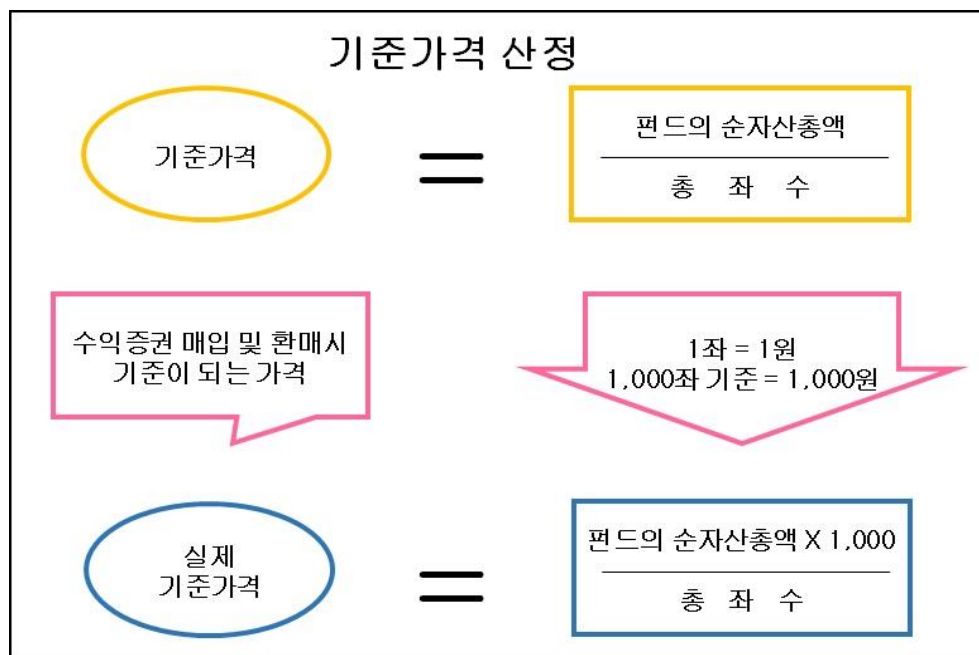 기준가격 산정
기준가격
=
펀드의 순자산총액
총 좌 수
수익증권 매입 및 환매시
기준이 되는 가격
1좌 = 1원
1,000좌 기준 = 1,000원
실제
기준가격
=
펀드의 순자산총액 X 1,000
총 좌 수